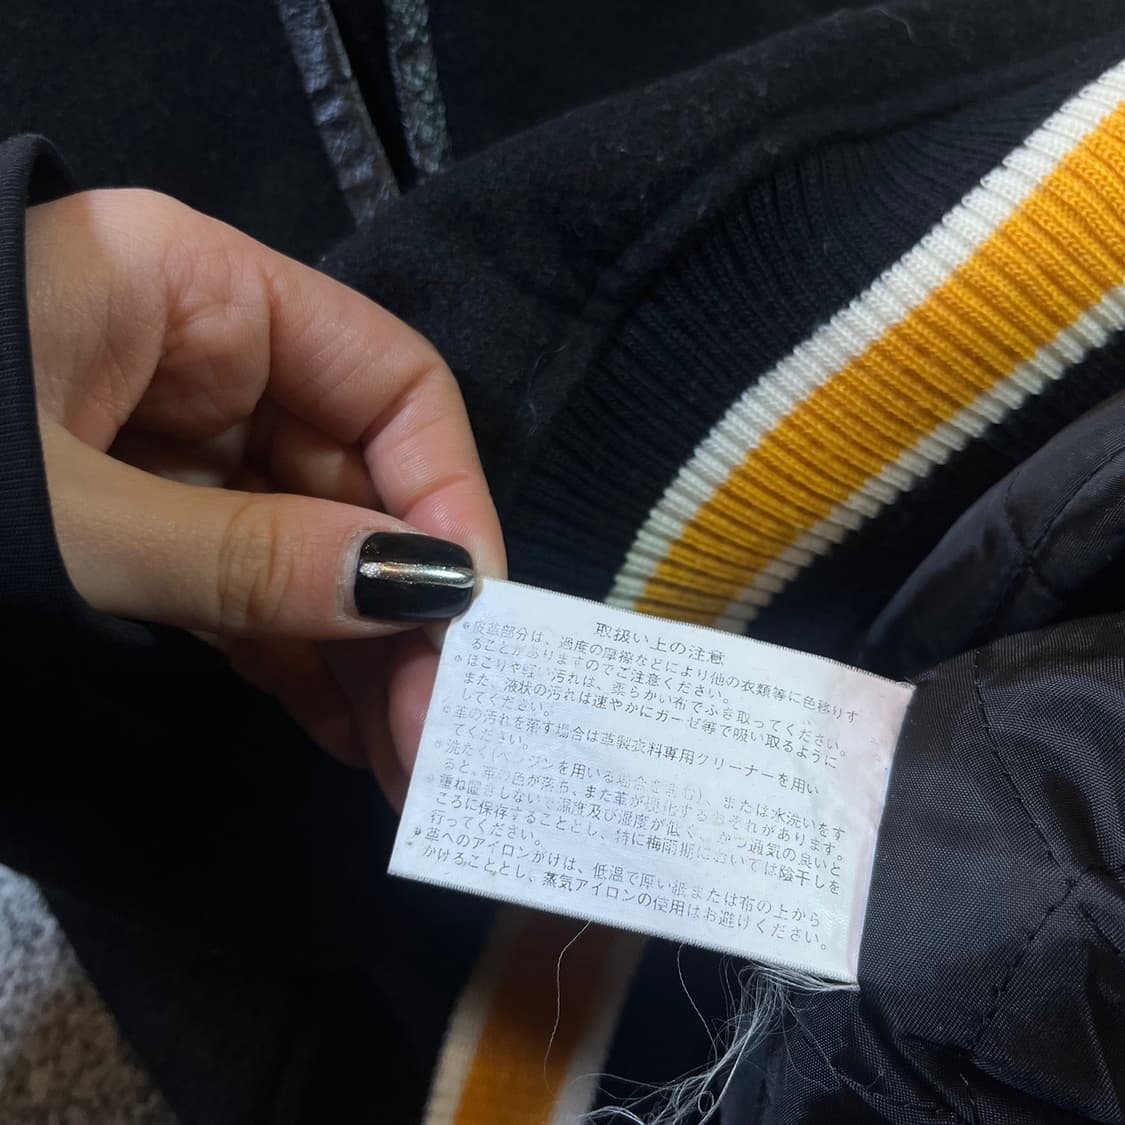 取扱い上の注意
※皮革部分は、過度の摩擦などにより他の衣類等に色移りす
ることがありますのでご注意ください。
※ほこりや軽い汚れは、柔らかい布でふき取ってください。
また、液状の汚れは速やかにガーゼ等で吸い取るように
してください。
※革の汚れを落す場合は革製衣料専用クリーナーを用い
てください。
※洗たく(ベンジンを用いる場合を含む)、または水洗いをす
ると、革の色が落ち、また革が硬化するおそれがあります。
※重ね置きしないで温度及び湿度が低く、かつ通気の良いと
ころに保存することとし、特に梅雨期においては陰干しを
行ってください。
※革へのアイロンがけは、低温で厚い紙または布の上から
かけることとし、蒸気アイロンの使用はお避けください。